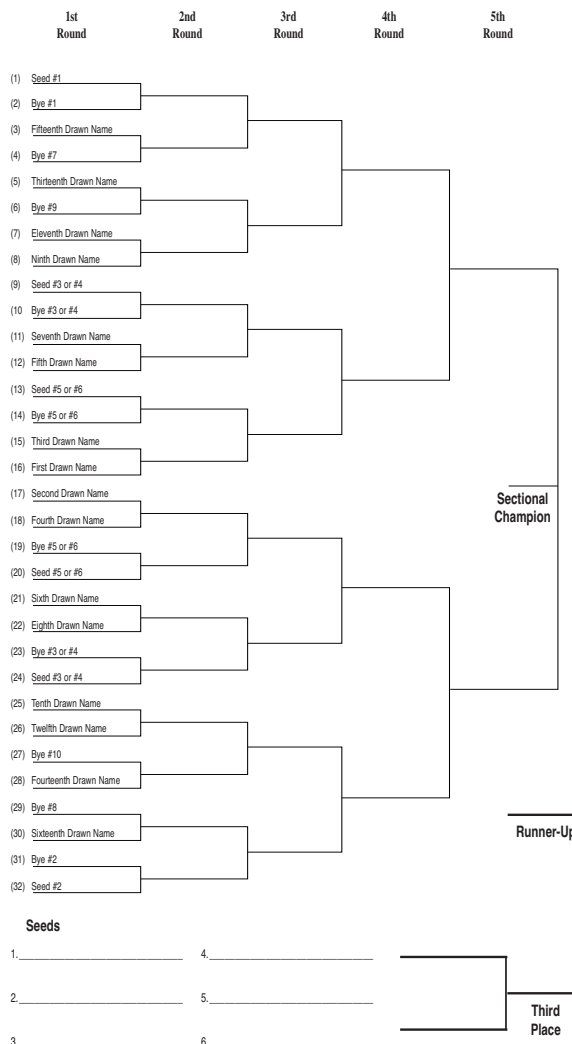 1st 2nd 3rd 4th 5th
Round Round Round Round Round
(1) Seed #1
(2) Bye #1
(3) Fifteenth Drawn Name
(4) Bye #7
(5) Thirteenth Drawn Name
(6) Bye #9
(7) Eleventh Drawn Name
(8) Ninth Drawn Name
(9) Seed #3 or #4
(10 Bye #3 or #4
(11) Seventh Drawn Name
(12) Fifth Drawn Name
(13) Seed #5 or #6
(14) Bye #5 or #6
(15) Third Drawn Name
(16) First Drawn Name
(17) Second Drawn Name
(18) Fourth Drawn Name
(19) Bye #5 or #6
(20) Seed #5 or #6
(21) Sixth Drawn Name
(22) Eighth Drawn Name
(23) Bye #3 or #4
(24) Seed #3 or #4
(25) Tenth Drawn Name
(26) Twelfth Drawn Name
(27) Bye #10
(28) Fourteenth Drawn Name
(29) Bye #8
(30) Sixteenth Drawn Name
(31) Bye #2
(32) Seed #2
Sectional
Champion
Runner-Up
Seeds
1. 4.
2. 5.
3 6
Third
Place